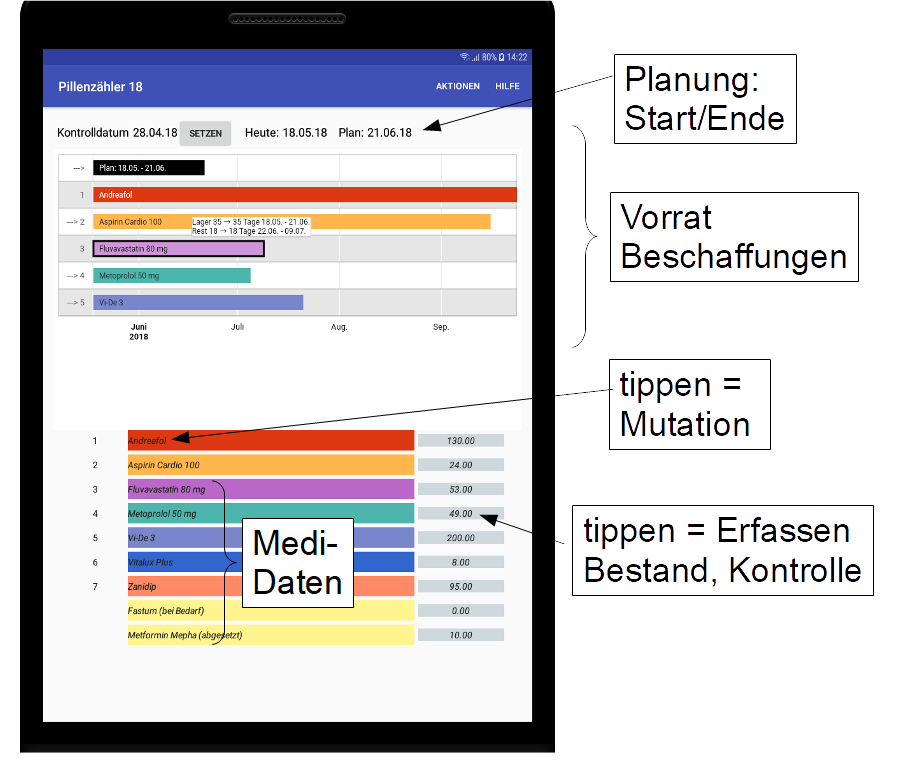 80% 14:22
Pillenzähler 18 AKTIONEN HILFE
Kontrolldatum 28.04.18 SETZEN Heute: 18.05.18 Plan: 21.06.18
---> Plan: 18.05. - 21.06.
1 Andreafol
---> 2 Aspirin Cardio 100
Lager 35 → 35 Tage 18.05. - 21.06.
Rest 18 → 18 Tage 22.06. - 09.07.
3 Fluvavastatin 80 mg
---> 4 Metoprolol 50 mg
---> 5 Vi-De 3
Juni Juli Aug. Sep.
2018
1 Andreafol 130.00
2 Aspirin Cardio 100 24.00
3 Fluvavastatin 80 mg 53.00
4 Metoprolol 50 mg 49.00
5 Vi-De 3 200.00
6 Vitalux Plus 8.00
7 Zanidip 95.00
Fastum (bei Bedarf) 0.00
Metformin Mepha (abgesetzt) 10.00
Medi-
Daten
Planung:
Start/Ende
Vorrat
Beschaffungen
tippen =
Mutation
tippen = Erfassen
Bestand, Kontrolle